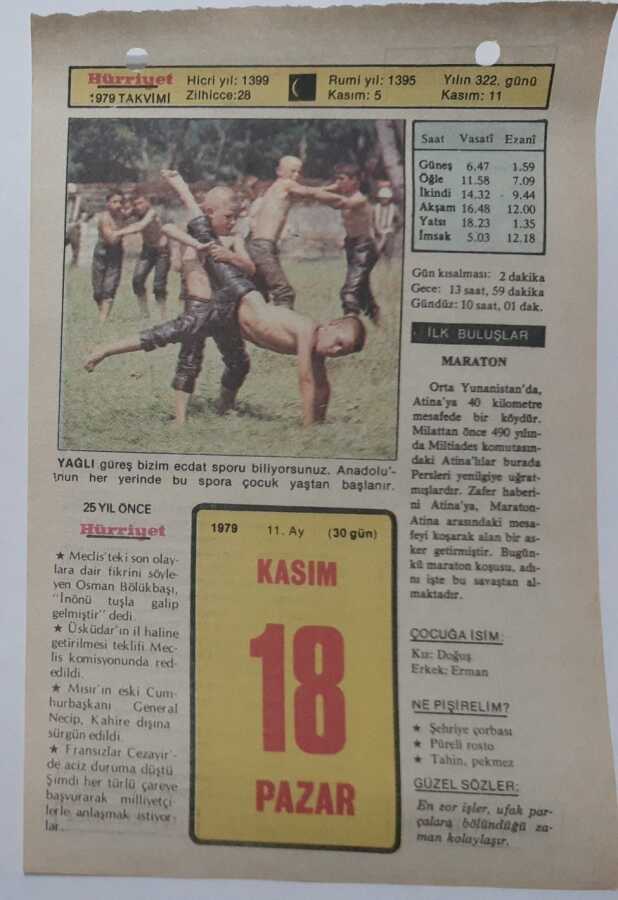 Hürriyet
1979 TAKVİMİ
Hicri yıl: 1399
Zilhicce:28
Rumi yıl: 1395
Kasım: 5
Yılın 322. günü
Kasım: 11
Saat Vasatî Ezanî
Güneş 6.47 1.59
Öğle 11.58 7.09
İkindi 14.32 9.44
Akşam 16.48 12.00
Yatsı 18.23 1.35
İmsak 5.03 12.18
Gün kısalması: 2 dakika
Gece: 13 saat, 59 dakika
Gündüz: 10 saat, 01 dak.
YAĞLI güreş bizim ecdat sporu biliyorsunuz. Anadolu'-
nun her yerinde bu spora çocuk yaştan başlanır.
25 YIL ÖNCE
Hürriyet
★ Meclis'teki son olay-
lara dair fikrini söyle-
yen Osman Bölükbaşı,
"İnönü tuşla galip
gelmiştir" dedi.
★ Üsküdar'ın il haline
getirilmesi teklifi Mec-
lis komisyonunda red-
edildi.
★ Mısır'ın eski Cum-
hurbaşkanı General
Necip, Kahire dışına
sürgün edildi.
★ Fransızlar Cezayir'-
de aciz duruma düştü.
Şimdi her türlü çareye
başvurarak milliyetçi-
lerle anlaşmak istiyor-
lar.
1979 11. Ay (30 gün)
KASIM
18
PAZAR
İLK BULUŞLAR
MARATON
Orta Yunanistan'da,
Atina'ya 40 kilometre
mesafede bir köydür.
Milattan önce 490 yılın-
da Miltiades komutasın-
daki Atina'lılar burada
Persleri yenilgiye uğrat-
mışlardır. Zafer haberi-
ni Atina'ya, Maraton-
Atina arasındaki mesa-
feyi koşarak alan bir as-
ker getirmiştir. Bugün-
kü maraton koşusu, adı-
nı işte bu savaştan al-
maktadır.
ÇOCUĞA İSİM:
Kız: Doğuş
Erkek: Erman
NE PİŞİRELİM?
★ Şehriye çorbası
★ Püreli rosto
★ Tahin, pekmez
GÜZEL SÖZLER:
En zor işler, ufak par-
çalara bölündüğü za-
man kolaylaşır.